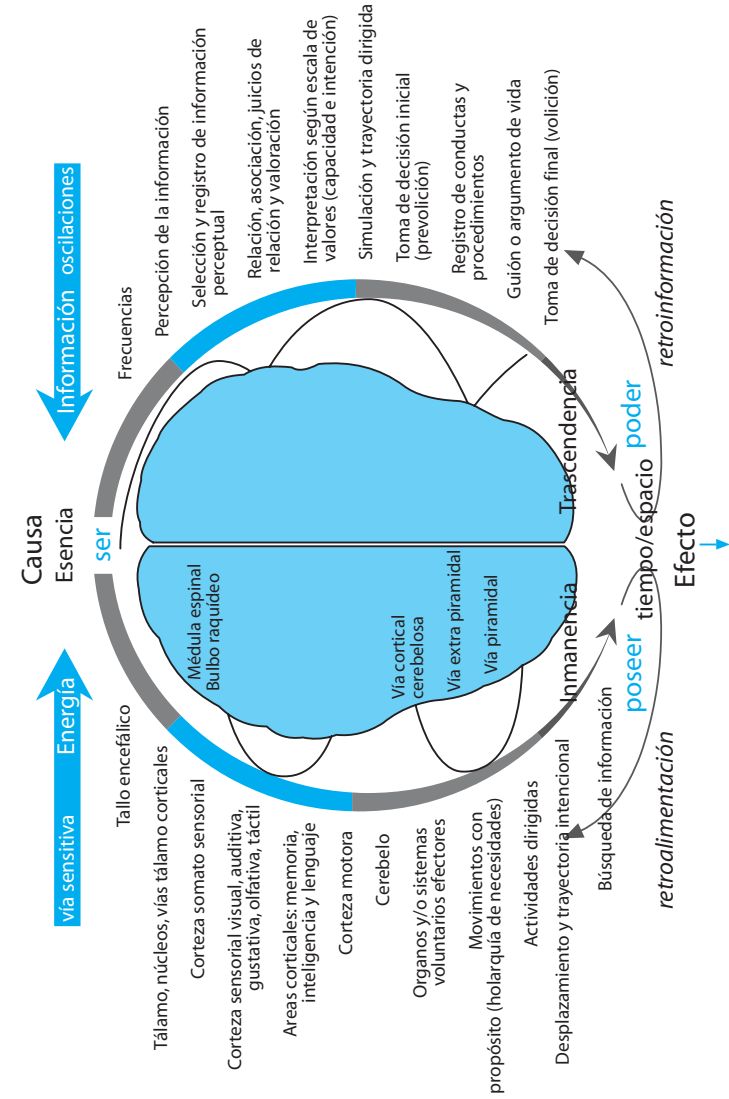 Causa
Esencia
ser
vía sensitiva
Energía
Información
oscilaciones
Tallo encefálico
Tálamo, núcleos, vías tálamo corticales
Corteza somato sensorial
Corteza sensorial visual, auditiva,
gustativa, olfativa, táctil
Areas corticales: memoria,
inteligencia y lenguaje
Corteza motora
Cerebelo
Organos y/o sistemas
voluntarios efectores
Movimientos con
propósito (holarquía de necesidades)
Actividades dirigidas
Desplazamiento y trayectoria intencional
Búsqueda de información
Médula espinal
Bulbo raquídeo
Vía cortical
cerebelosa
Vía extra piramidal
Vía piramidal
Frecuencias
Percepción de la información
Selección y registro de información
perceptual
Relación, asociación, juicios de
relación y valoración
Interpretación según escala de
valores (capacidad e intención)
Simulación y trayectoria dirigida
Toma de decisión inicial
(prevolición)
Registro de conductas y
procedimientos
Guión o argumento de vida
Toma de decisión final (volición)
Inmanencia
Trascendencia
poseer
poder
tiempo/espacio
retroalimentación
retroinformación
Efecto